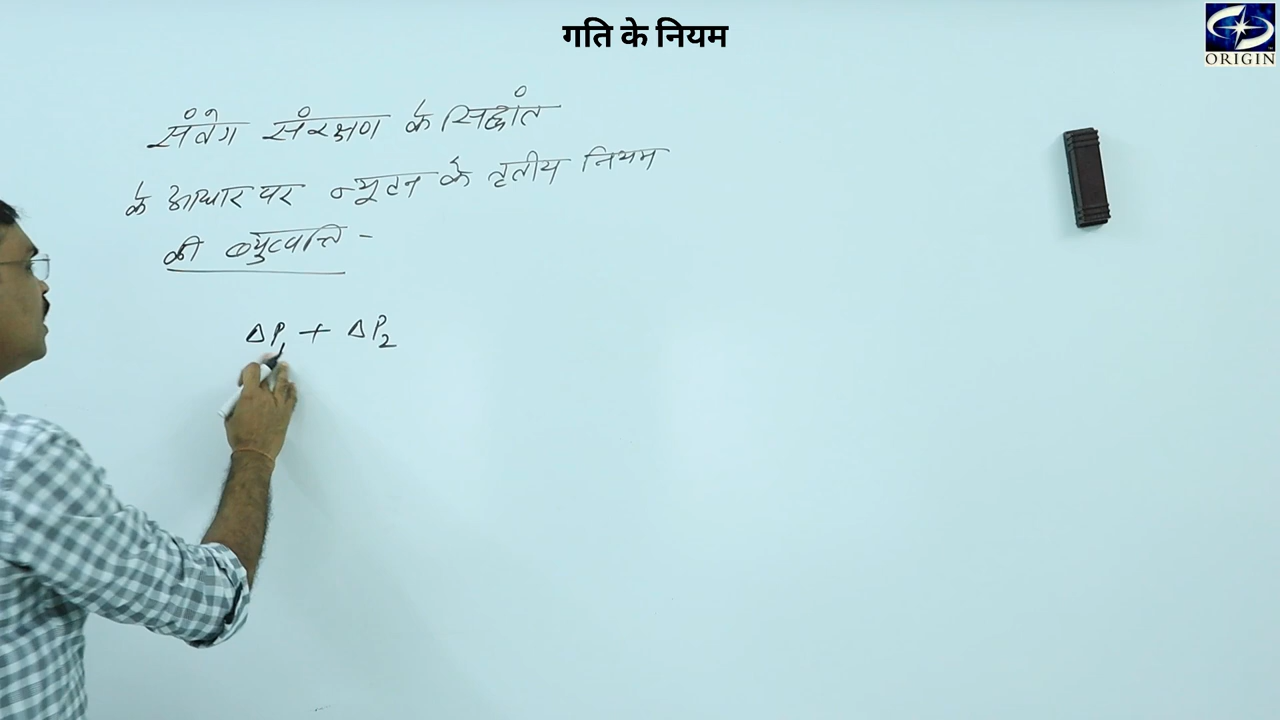 गति के नियम
ORIGIN
संवेग संरक्षण के सिद्धांत
के आधार पर न्यूटन के तृतीय नियम
की व्युत्पत्ति -
ΔP₁ + ΔP₂